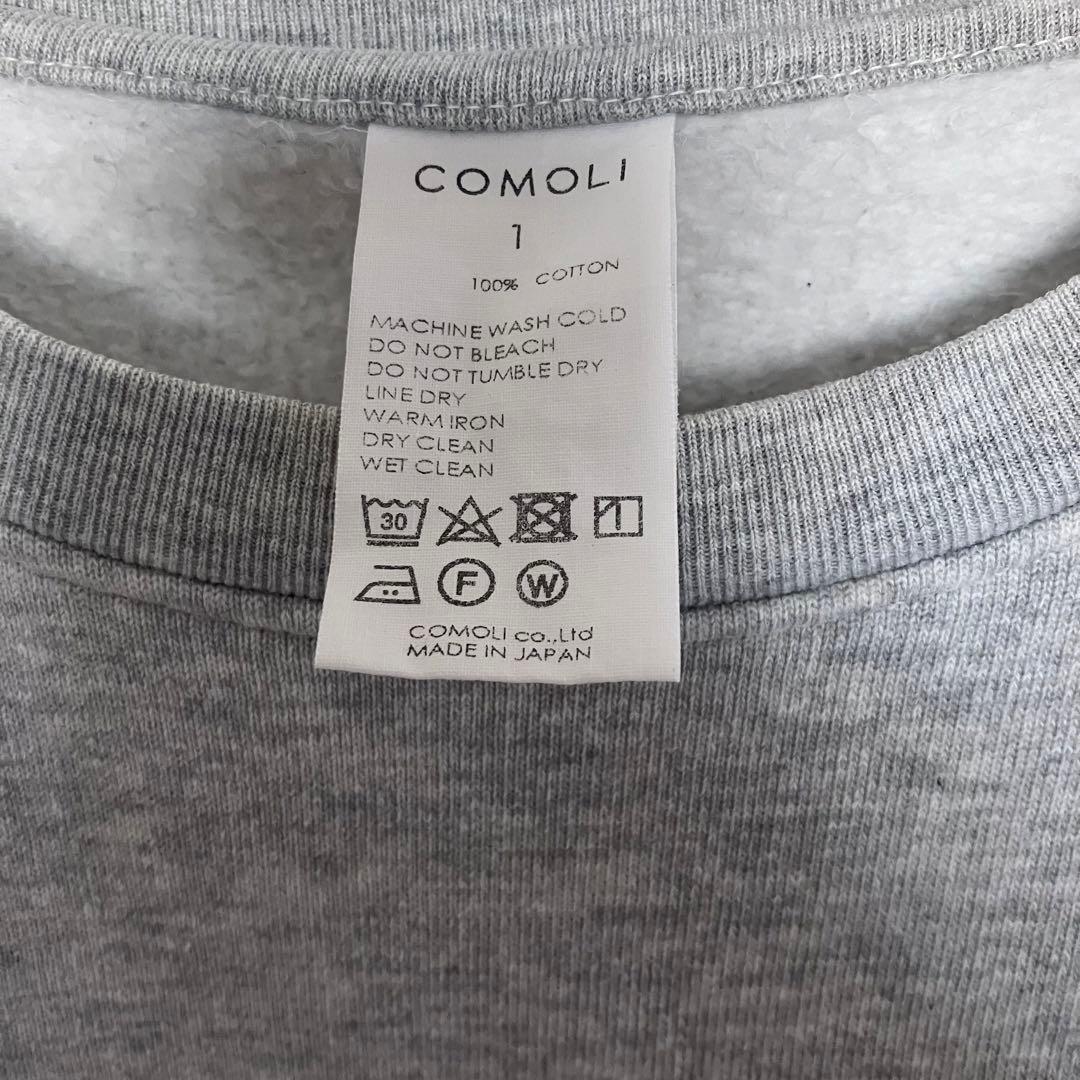 COMOLI
1
100% COTTON
MACHINE WASH COLD
DO NOT BLEACH
DO NOT TUMBLE DRY
LINE DRY
WARM IRON
DRY CLEAN
WET CLEAN
30
F W
COMOLI co.,Ltd
MADE IN JAPAN